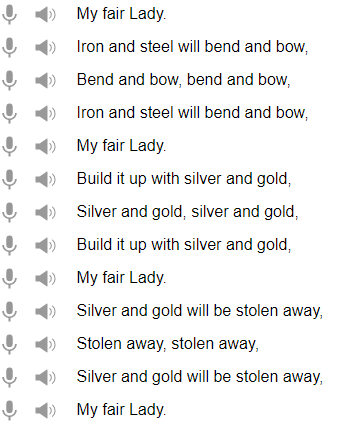 My fair Lady.
Iron and steel will bend and bow,
Bend and bow, bend and bow,
Iron and steel will bend and bow,
My fair Lady.
Build it up with silver and gold,
Silver and gold, silver and gold,
Build it up with silver and gold,
My fair Lady.
Silver and gold will be stolen away,
Stolen away, stolen away,
Silver and gold will be stolen away,
My fair Lady.